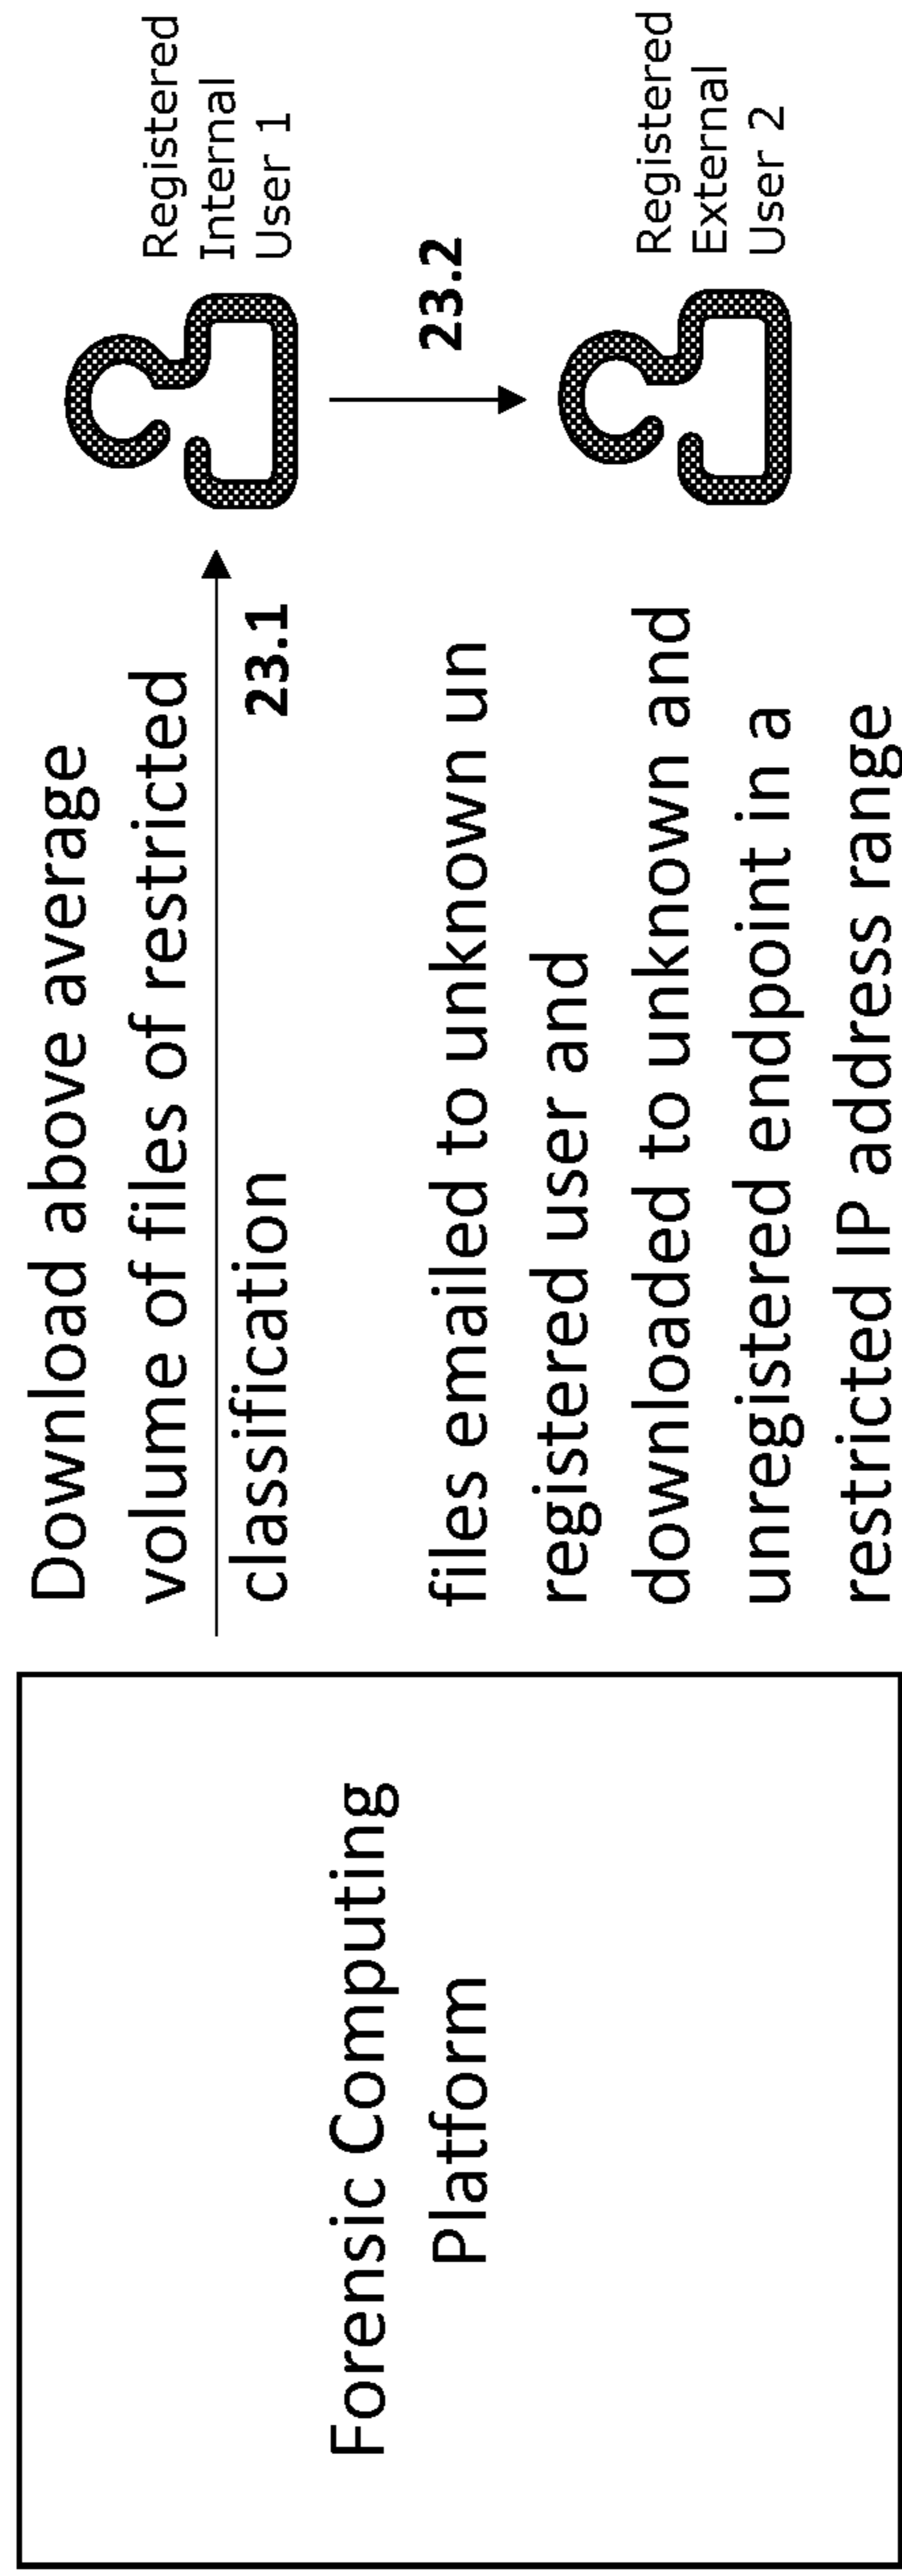 Forensic Computing
Platform
Download above average
volume of files of restricted
classification
23.1
Registered
Internal
User 1
23.2
files emailed to unknown un
registered user and
downloaded to unknown and
unregistered endpoint in a
restricted IP address range
Registered
External
User 2